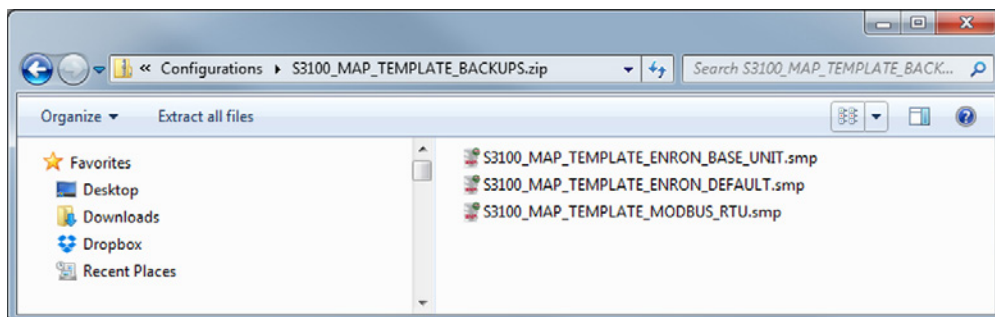 « Configurations ▸ S3100_MAP_TEMPLATE_BACKUPS.zip
Search S3100_MAP_TEMPLATE_BACK...
Organize
Extract all files
Favorites
Desktop
Downloads
Dropbox
Recent Places
S3100_MAP_TEMPLATE_ENRON_BASE_UNIT.smp
S3100_MAP_TEMPLATE_ENRON_DEFAULT.smp
S3100_MAP_TEMPLATE_MODBUS_RTU.smp